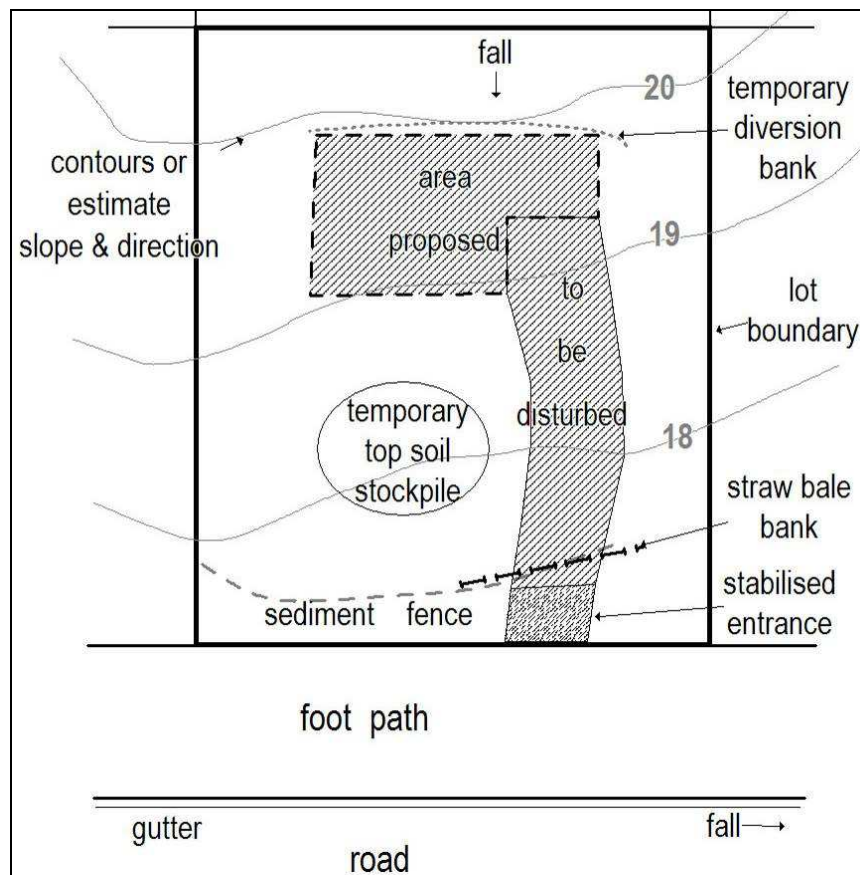 fall
20
temporary
diversion
bank
contours or
estimate
slope & direction
area
proposed
19
to
be
disturbed
lot
boundary
temporary
top soil
stockpile
18
straw bale
bank
sediment fence
stabilised
entrance
foot path
gutter
fall
road